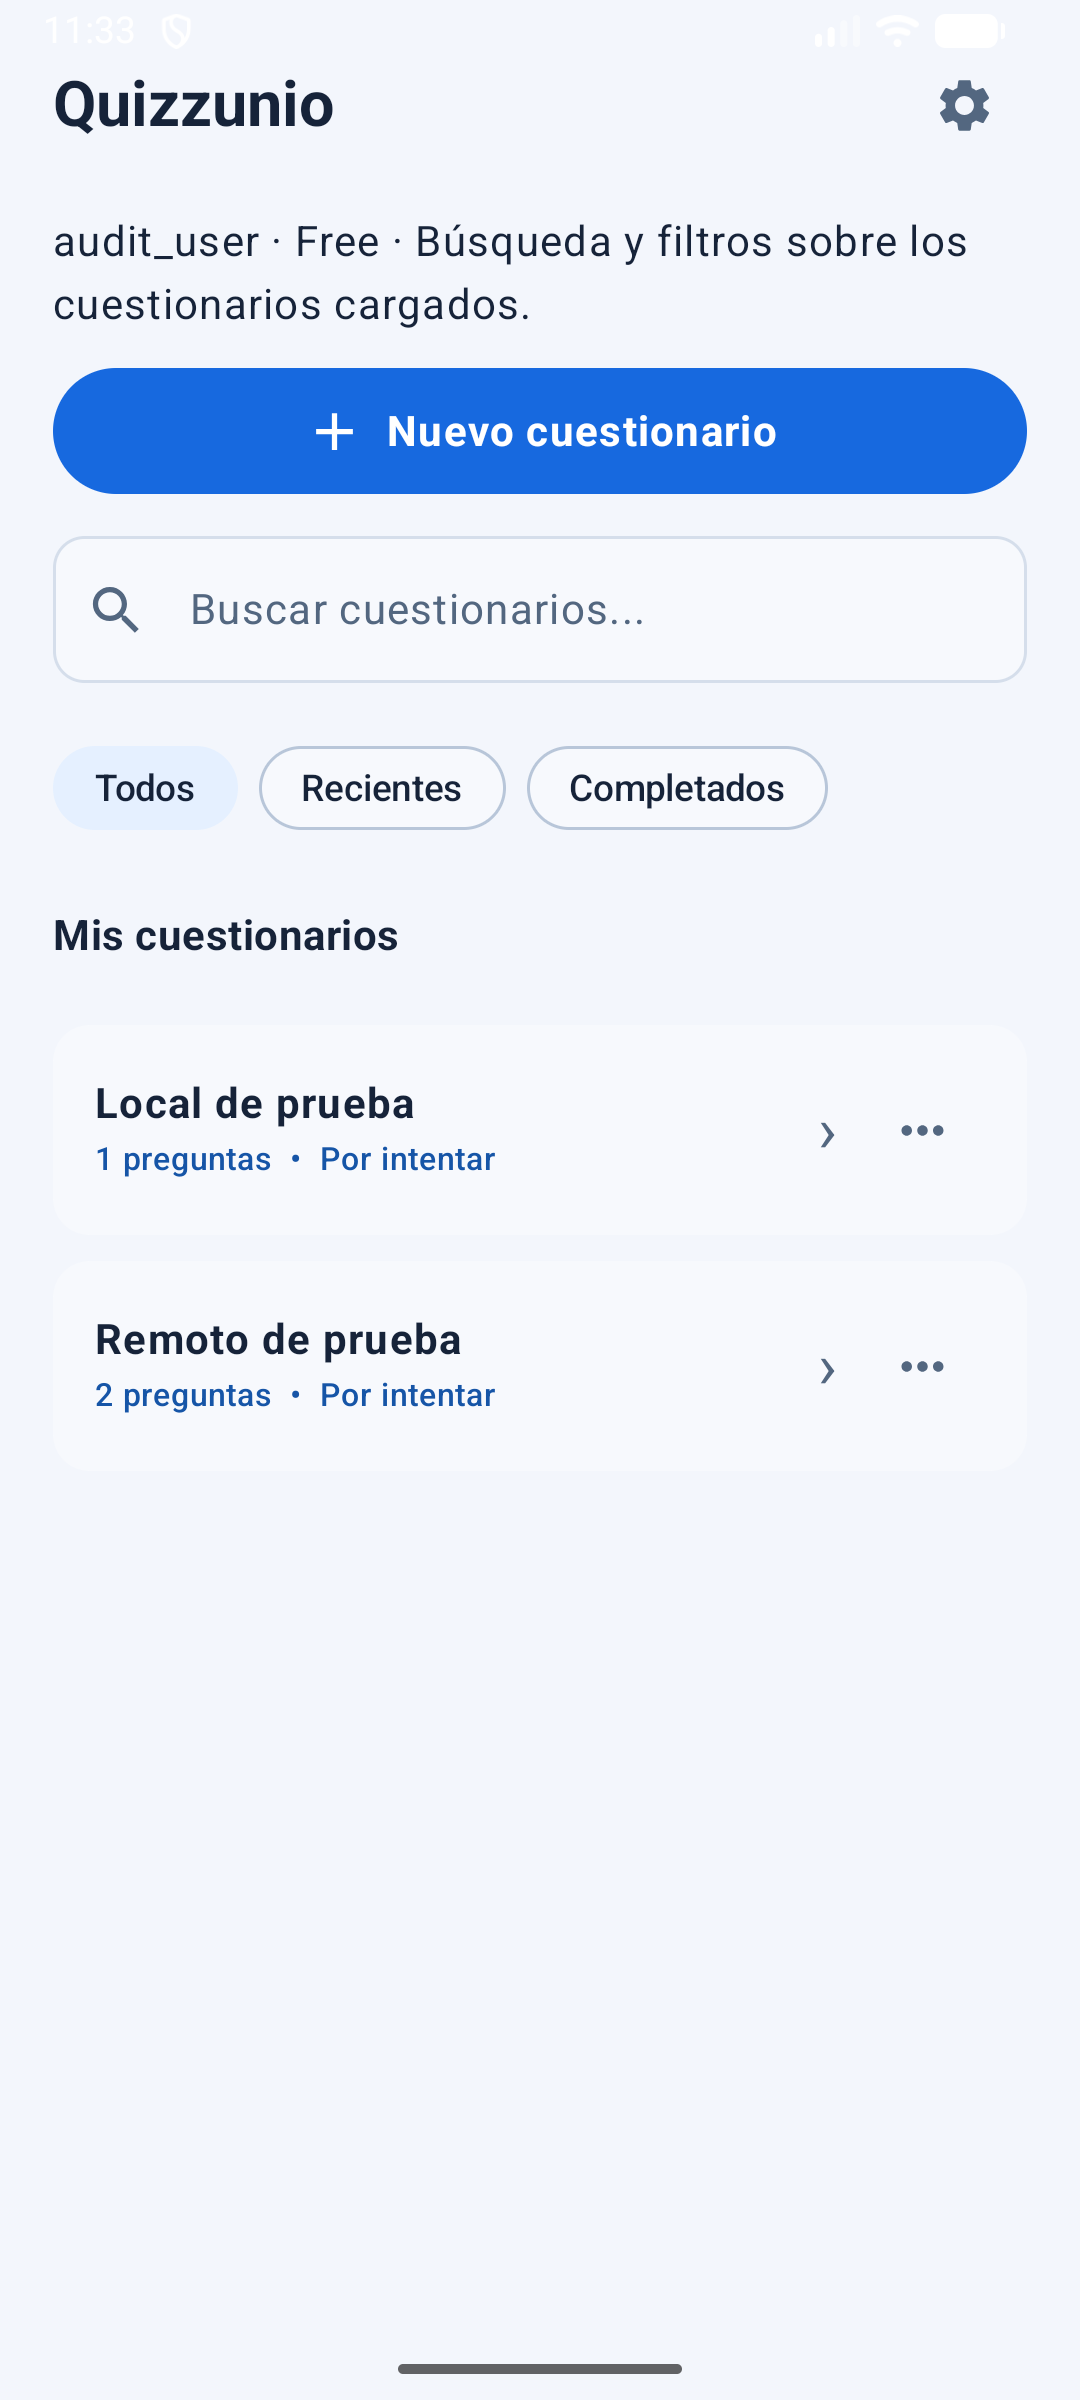 11:33
Quizzunio
audit_user · Free · Búsqueda y filtros sobre los
cuestionarios cargados.
+ Nuevo cuestionario
Buscar cuestionarios...
Todos
Recientes
Completados
Mis cuestionarios
Local de prueba
1 preguntas • Por intentar
Remoto de prueba
2 preguntas • Por intentar